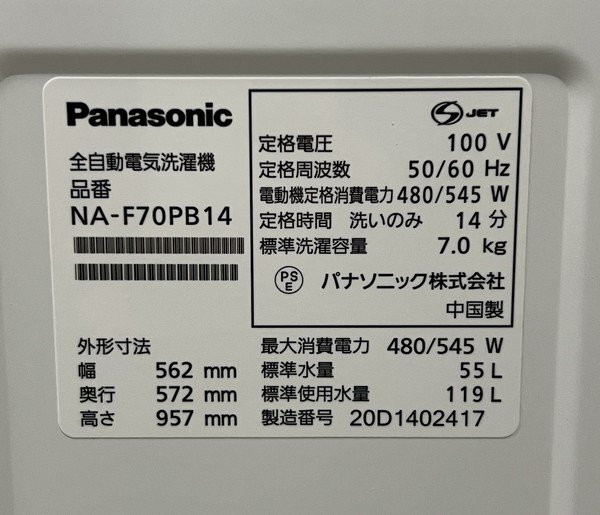 Panasonic
全自動電気洗濯機
品番
NA-F70PB14
S JET
定格電圧 100 V
定格周波数 50/60 Hz
電動機定格消費電力 480/545 W
定格時間 洗いのみ 14 分
標準洗濯容量 7.0 kg
PSE パナソニック株式会社
中国製
外形寸法
幅 562 mm
奥行 572 mm
高さ 957 mm
最大消費電力 480/545 W
標準水量 55 L
標準使用水量 119 L
製造番号 20D1402417